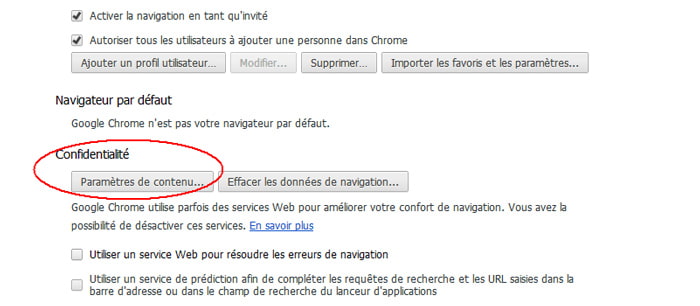 Activer la navigation en tant qu'invité
Autoriser tous les utilisateurs à ajouter une personne dans Chrome
Ajouter un profil utilisateur... Modifier... Supprimer... Importer les favoris et les paramètres...
Navigateur par défaut
Google Chrome n'est pas votre navigateur par défaut.
Confidentialité
Paramètres de contenu... Effacer les données de navigation...
Google Chrome utilise parfois des services Web pour améliorer votre confort de navigation. Vous avez la
possibilité de désactiver ces services. En savoir plus
Utiliser un service Web pour résoudre les erreurs de navigation
Utiliser un service de prédiction afin de compléter les requêtes de recherche et les URL saisies dans la
barre d'adresse ou dans le champ de recherche du lanceur d'applications